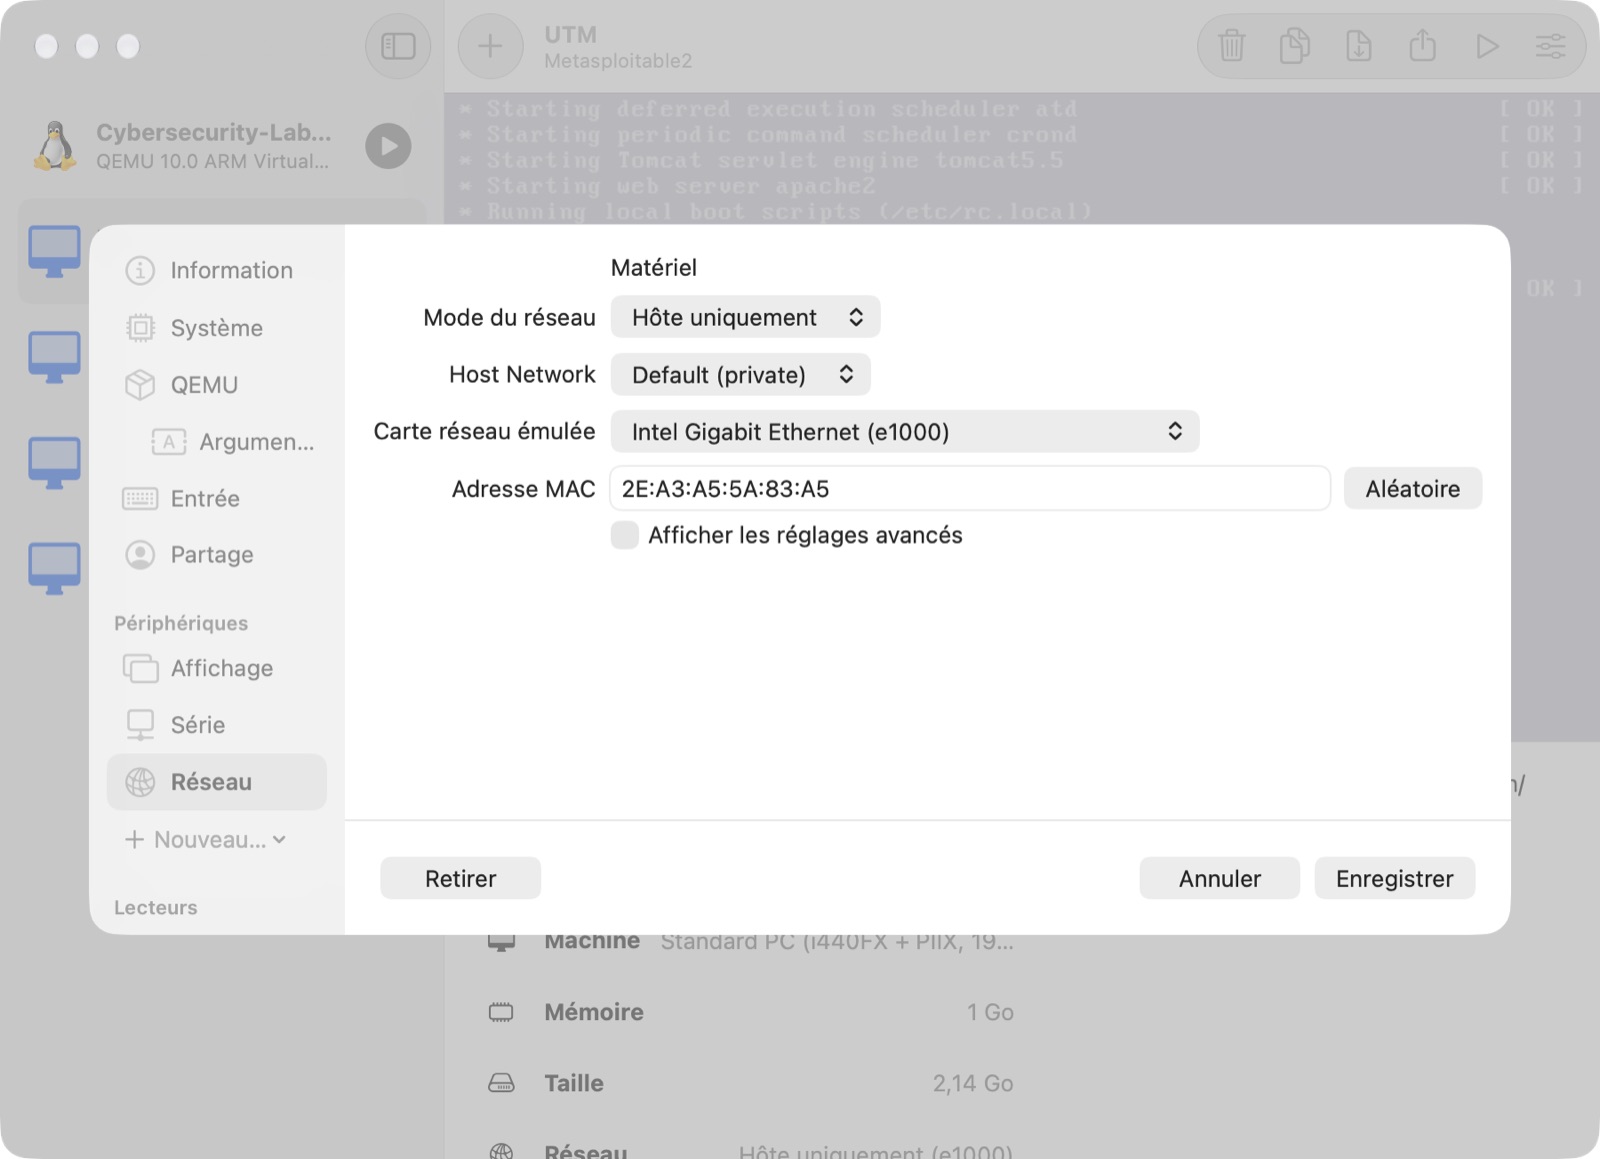 UTM
Metasploitable2
Cybersecurity-Lab...
QEMU 10.0 ARM Virtual...
* Starting deferred execution scheduler atd [ OK ]
* Starting periodic command scheduler crond [ OK ]
* Starting Tomcat servlet engine tomcat5.5 [ OK ]
* Starting web server apache2 [ OK ]
* Running local boot scripts (/etc/rc.local)
OK ]
Information
Système
QEMU
Argumen...
Entrée
Partage
Périphériques
Affichage
Série
Réseau
Nouveau...
Lecteurs
Matériel
Mode du réseau Hôte uniquement
Host Network Default (private)
Carte réseau émulée Intel Gigabit Ethernet (e1000)
Adresse MAC 2E:A3:A5:5A:83:A5 Aléatoire
Afficher les réglages avancés
Retirer Annuler Enregistrer
Machine Standard PC (i440FX + PIIX, 19...
Mémoire 1 Go
Taille 2,14 Go
Réseau Hôte uniquement (e1000)